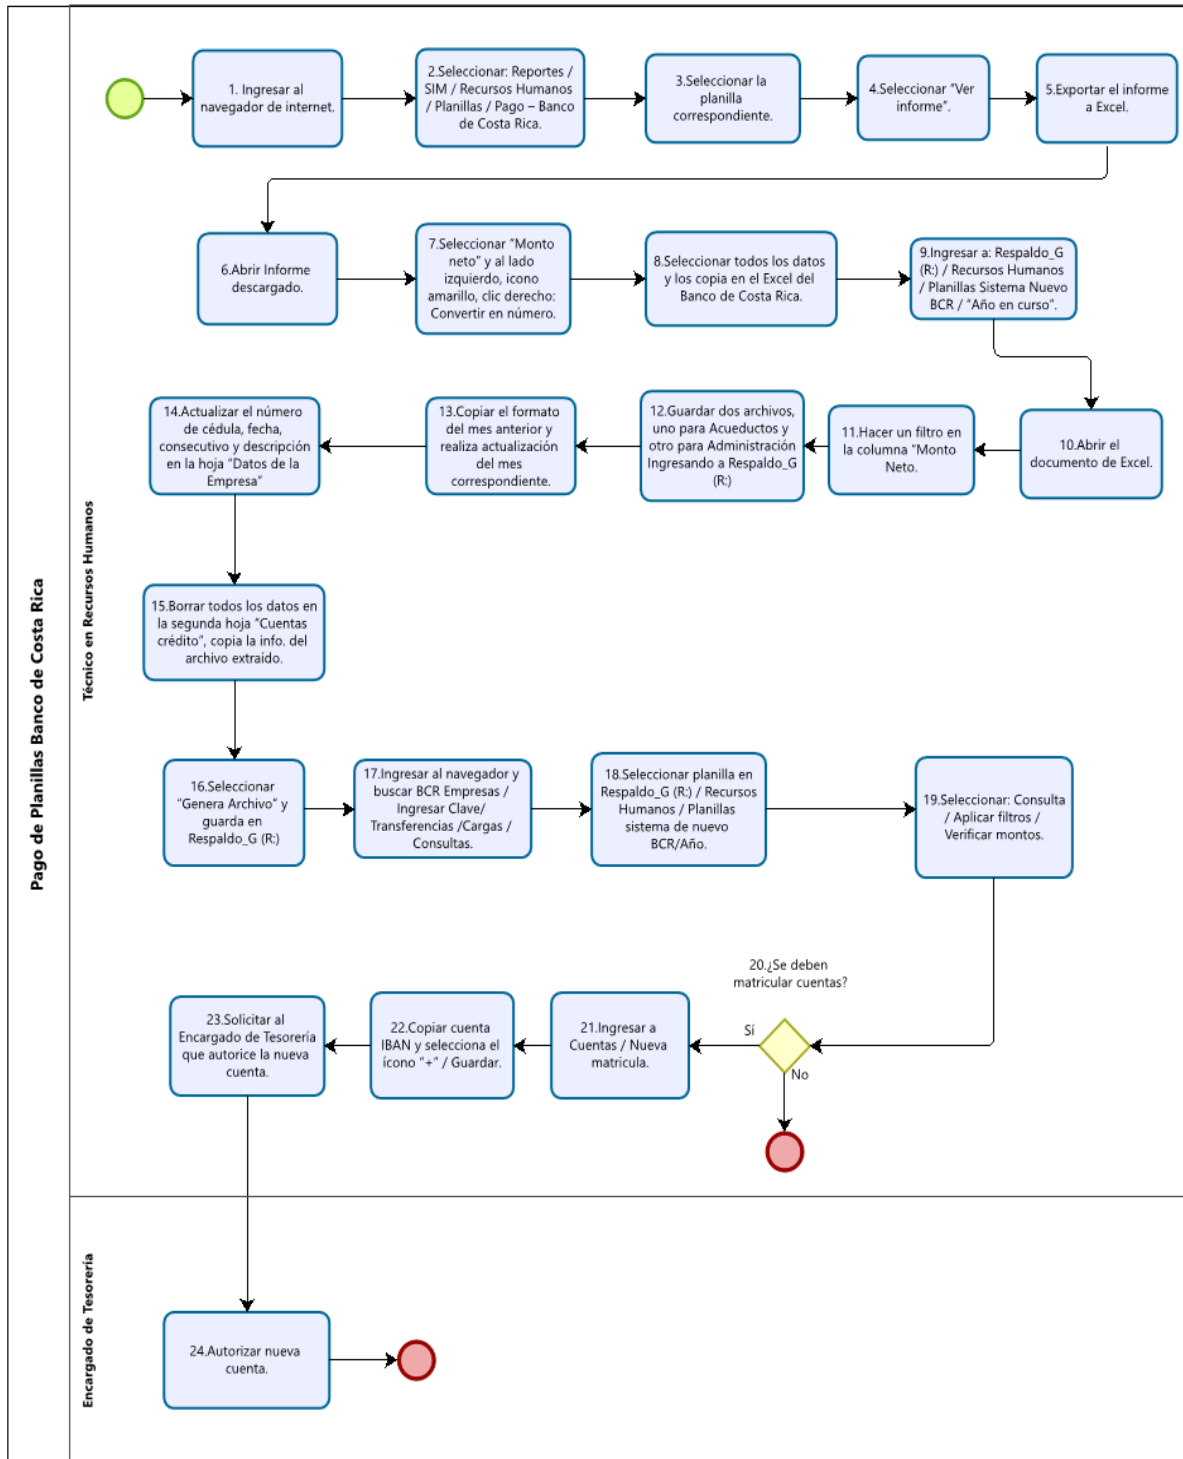 Pago de Planillas Banco de Costa Rica
Técnico en Recursos Humanos
1. Ingresar al
navegador de internet.
2.Seleccionar: Reportes /
SIM / Recursos Humanos
/ Planillas / Pago – Banco
de Costa Rica.
3.Seleccionar la
planilla
correspondiente.
4.Seleccionar “Ver
informe”.
5.Exportar el informe
a Excel.
6.Abrir Informe
descargado.
7.Seleccionar “Monto
neto” y al lado
izquierdo, icono
amarillo, clic derecho:
Convertir en número.
8.Seleccionar todos los datos
y los copia en el Excel del
Banco de Costa Rica.
9.Ingresar a: Respaldo_G
(R:) / Recursos Humanos
/ Planillas Sistema Nuevo
BCR / “Año en curso”.
10.Abrir el
documento de Excel.
11.Hacer un filtro en
la columna “Monto
Neto.
12.Guardar dos archivos,
uno para Acueductos y
otro para Administración
Ingresando a Respaldo_G
(R:)
13.Copiar el formato
del mes anterior y
realiza actualización
del mes
correspondiente.
14.Actualizar el número
de cédula, fecha,
consecutivo y descripción
en la hoja “Datos de la
Empresa”
15.Borrar todos los datos en
la segunda hoja “Cuentas
crédito”, copia la info. del
archivo extraído.
16.Seleccionar
“Genera Archivo” y
guarda en
Respaldo_G (R:)
17.Ingresar al navegador y
buscar BCR Empresas /
Ingresar Clave/
Transferencias /Cargas /
Consultas.
18.Seleccionar planilla en
Respaldo_G (R:) / Recursos
Humanos / Planillas
sistema de nuevo
BCR/Año.
19.Seleccionar: Consulta
/ Aplicar filtros /
Verificar montos.
20.¿Se deben
matricular cuentas?
Sí
No
21.Ingresar a
Cuentas / Nueva
matricula.
22.Copiar cuenta
IBAN y selecciona el
ícono “+” / Guardar.
23.Solicitar al
Encargado de Tesorería
que autorice la nueva
cuenta.
Encargado de Tesorería
24.Autorizar nueva
cuenta.